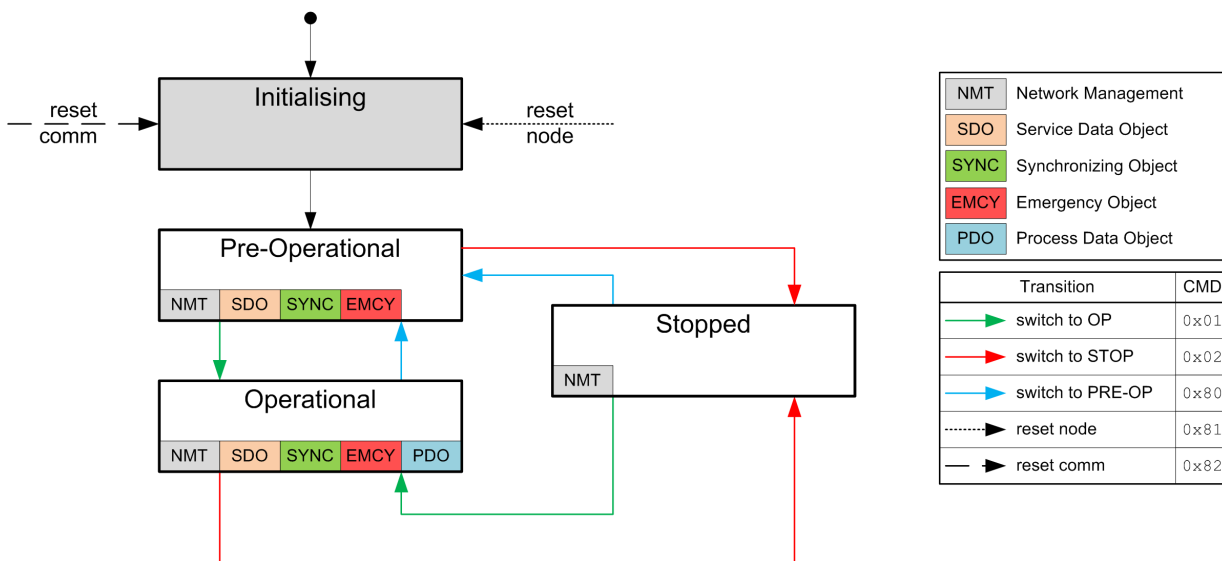 Initialising
reset
comm
reset
node
Pre-Operational
NMT SDO SYNC EMCY
Stopped
NMT
Operational
NMT SDO SYNC EMCY PDO
NMT Network Management
SDO Service Data Object
SYNC Synchronizing Object
EMCY Emergency Object
PDO Process Data Object
Transition CMD
switch to OP 0x01
switch to STOP 0x02
switch to PRE-OP 0x80
reset node 0x81
reset comm 0x82